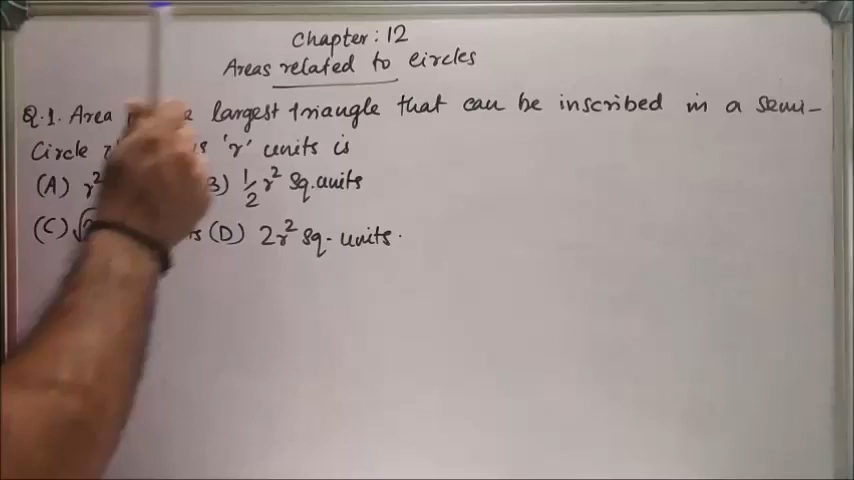 Chapter: 12
Areas related to circles
Q.1. Area largest triangle that can be inscribed in a semi-
Circle 'r' units is
(A) r² B) 1/2 r² Sq.units
(C) √ (D) 2r² Sq. units.